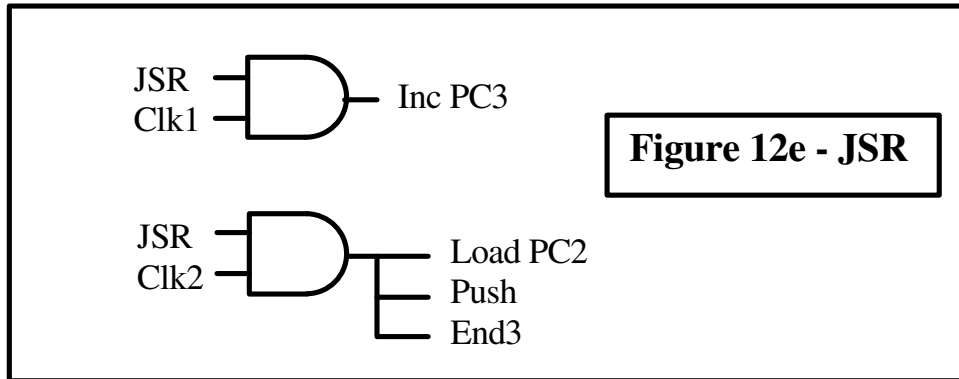 JSR
Clk1
Inc PC3
Figure 12e - JSR
JSR
Clk2
Load PC2
Push
End3